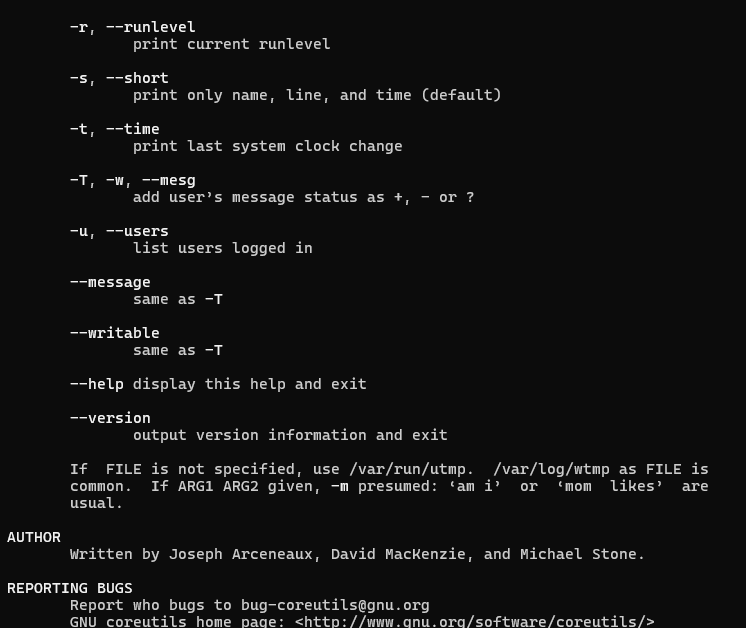 -r, --runlevel
print current runlevel
-s, --short
print only name, line, and time (default)
-t, --time
print last system clock change
-T, -w, --mesg
add user’s message status as +, - or ?
-u, --users
list users logged in
--message
same as -T
--writable
same as -T
--help display this help and exit
--version
output version information and exit
If  FILE is not specified, use /var/run/utmp.  /var/log/wtmp as FILE is
common.  If ARG1 ARG2 given, -m presumed: ‘am i’  or  ‘mom  likes’  are
usual.
AUTHOR
Written by Joseph Arceneaux, David MacKenzie, and Michael Stone.
REPORTING BUGS
Report who bugs to bug-coreutils@gnu.org
GNU coreutils home page: <http://www.gnu.org/software/coreutils/>